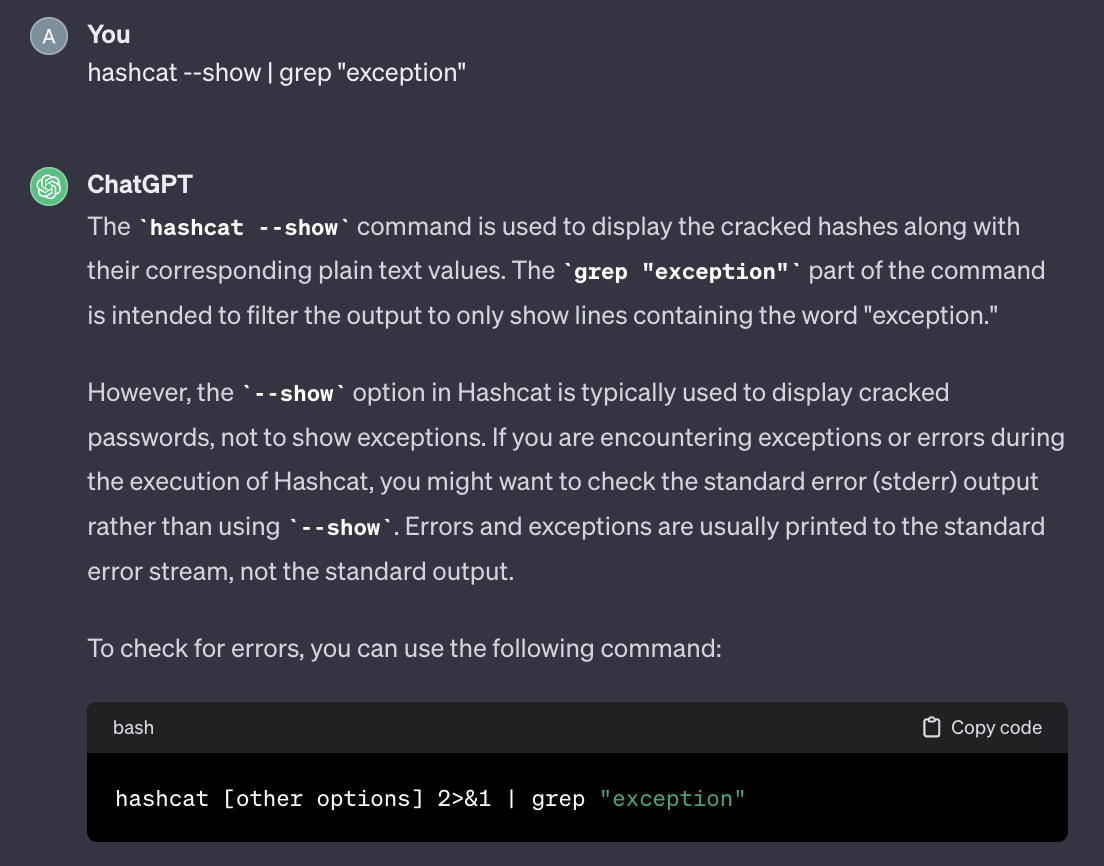 A
You
hashcat --show | grep "exception"
ChatGPT
The `hashcat --show` command is used to display the cracked hashes along with
their corresponding plain text values. The `grep "exception"` part of the command
is intended to filter the output to only show lines containing the word "exception."
However, the `--show` option in Hashcat is typically used to display cracked
passwords, not to show exceptions. If you are encountering exceptions or errors during
the execution of Hashcat, you might want to check the standard error (stderr) output
rather than using `--show`. Errors and exceptions are usually printed to the standard
error stream, not the standard output.
To check for errors, you can use the following command:
bash Copy code
hashcat [other options] 2>&1 | grep "exception"